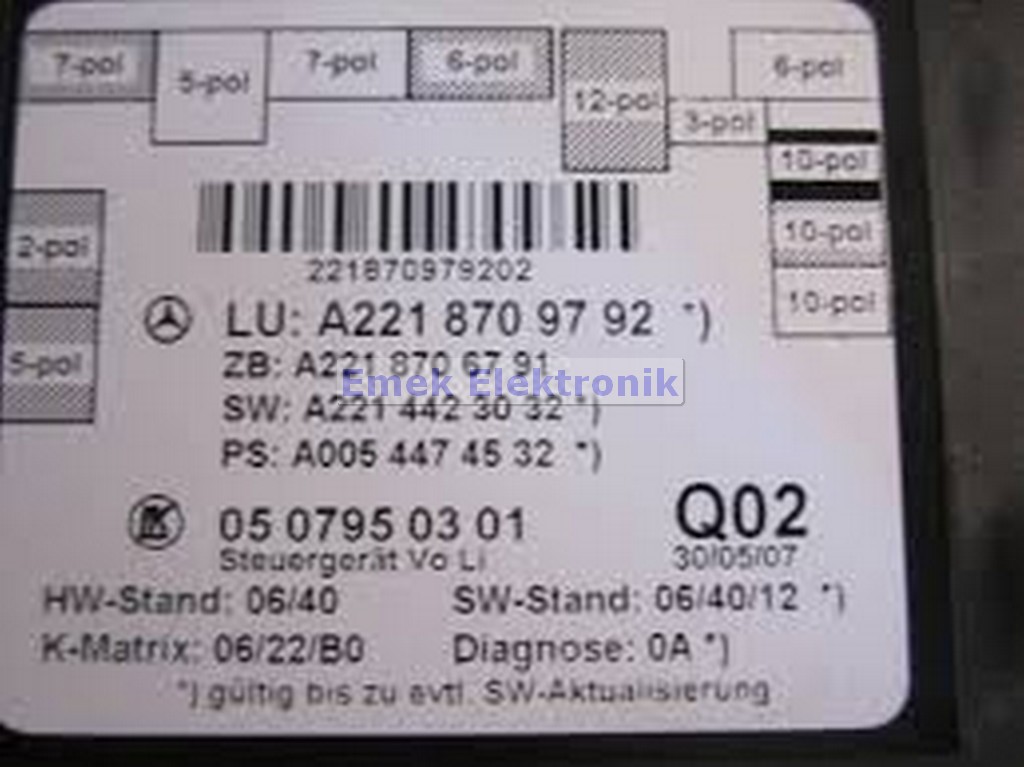 7-pol 5-pol 7-pol 6-pol 12-pol 6-pol
3-pol
10-pol
10-pol
10-pol
2-pol
5-pol
221870979202
LU: A221 870 97 92 *)
ZB: A221 870 67 91
Emek Elektronik
SW: A221 442 30 32 *)
PS: A005 447 45 32 *)
05 0795 03 01
Steuergerät Vo Li
Q02
30/05/07
HW-Stand: 06/40 SW-Stand: 06/40/12 *)
K-Matrix: 06/22/B0 Diagnose: 0A *)
*) gültig bis zu evtl. SW-Aktualisierung